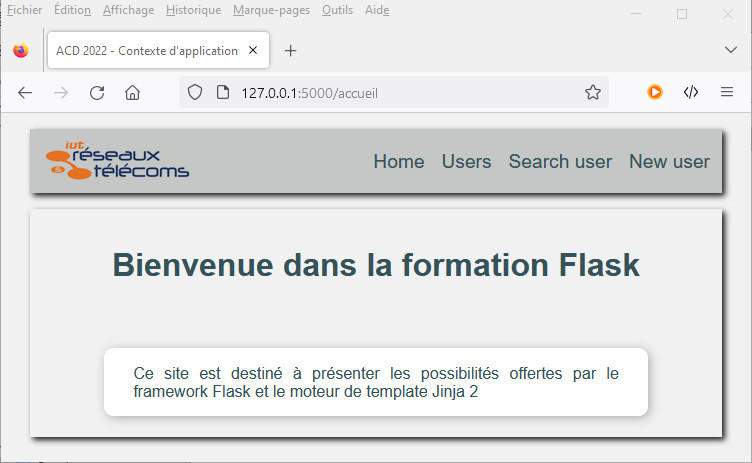 Fichier Édition Affichage Historique Marque-pages Outils Aide
ACD 2022 - Contexte d'application
127.0.0.1:5000/accueil
iut
réseaux
& télécoms
Home Users Search user New user
Bienvenue dans la formation Flask
Ce site est destiné à présenter les possibilités offertes par le
framework Flask et le moteur de template Jinja 2